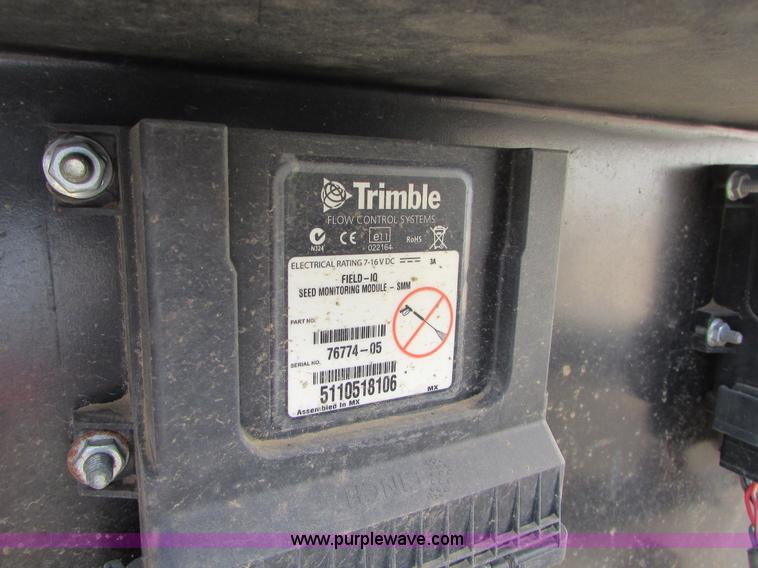 Trimble
FLOW CONTROL SYSTEMS
N324 CE e11 022164 RoHS
ELECTRICAL RATING 7-16 V DC 3A
FIELD-IQ
SEED MONITORING MODULE - SMM
PART NO.
76774-05
SERIAL NO.
5110518106
Assembled in MX MX
www.purplewave.com